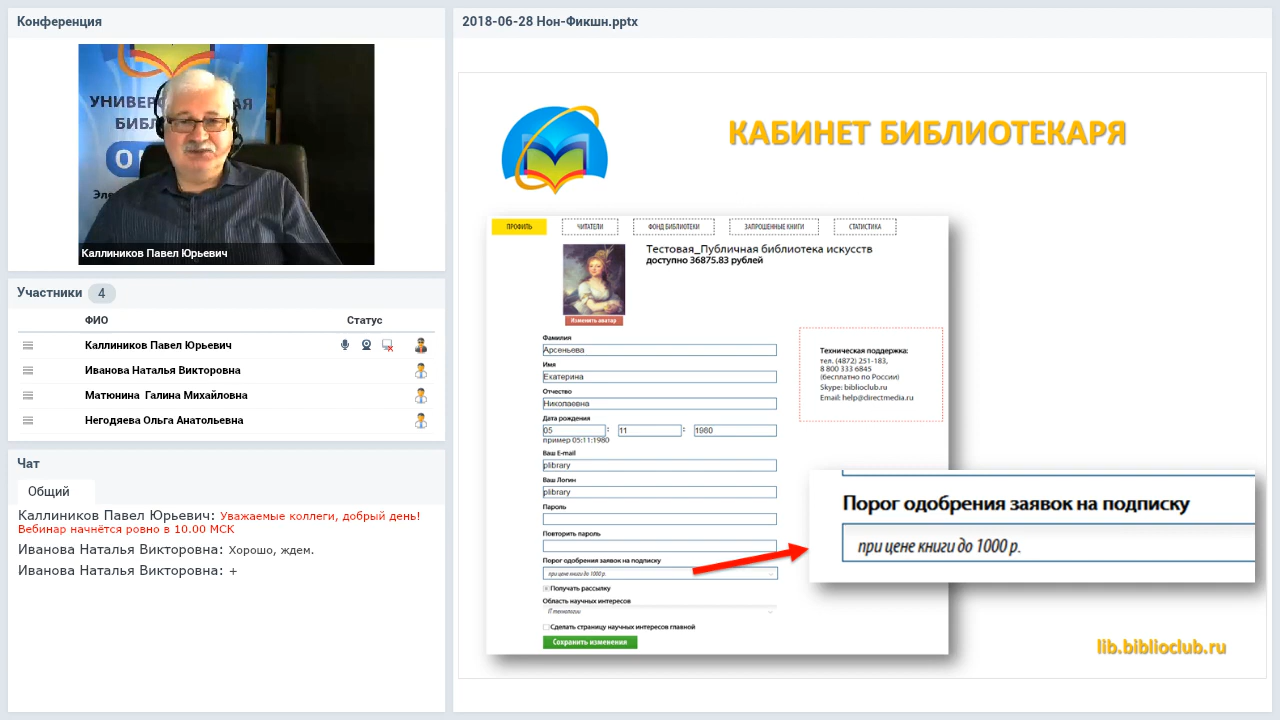 Конференция
УНИВЕР
АЯ
БИБЛ
Каллиников Павел Юрьевич
Участники 4
ФИО Статус
Каллиников Павел Юрьевич
Иванова Наталья Викторовна
Матюнина Галина Михайловна
Негодяева Ольга Анатольевна
Чат
Общий
Каллиников Павел Юрьевич: Уважаемые коллеги, добрый день!
Вебинар начнётся ровно в 10.00 МСК
Иванова Наталья Викторовна: Хорошо, ждем.
Иванова Наталья Викторовна: +
2018-06-28 Нон-Фикшн.pptx
КАБИНЕТ БИБЛИОТЕКАРЯ
ПРОФИЛЬ ЧИТАТЕЛИ ФОНД БИБЛИОТЕКИ ЗАПРОШЕННЫЕ КНИГИ СТАТИСТИКА
Тестовая_Публичная библиотека искусств
доступно 36875.83 рублей
Изменить аватар
Фамилия
Арсеньева
Имя
Екатерина
Отчество
Николаевна
Дата рождения
05 : 11 : 1980
пример 05:11:1980
Ваш E-mail
plibrary
Ваш Логин
plibrary
Пароль
Повторить пароль
Порог одобрения заявок на подписку
при цене книги до 1000 р.
Получать рассылку
Область научных интересов
IT технологии
Сделать страницу научных интересов главной
Сохранить изменения
Техническая поддержка:
тел. (4872) 251-183,
8 800 333 6845
(бесплатно по России)
Skype: biblioclub.ru
Email: help@directmedia.ru
Порог одобрения заявок на подписку
при цене книги до 1000 р.
lib.biblioclub.ru